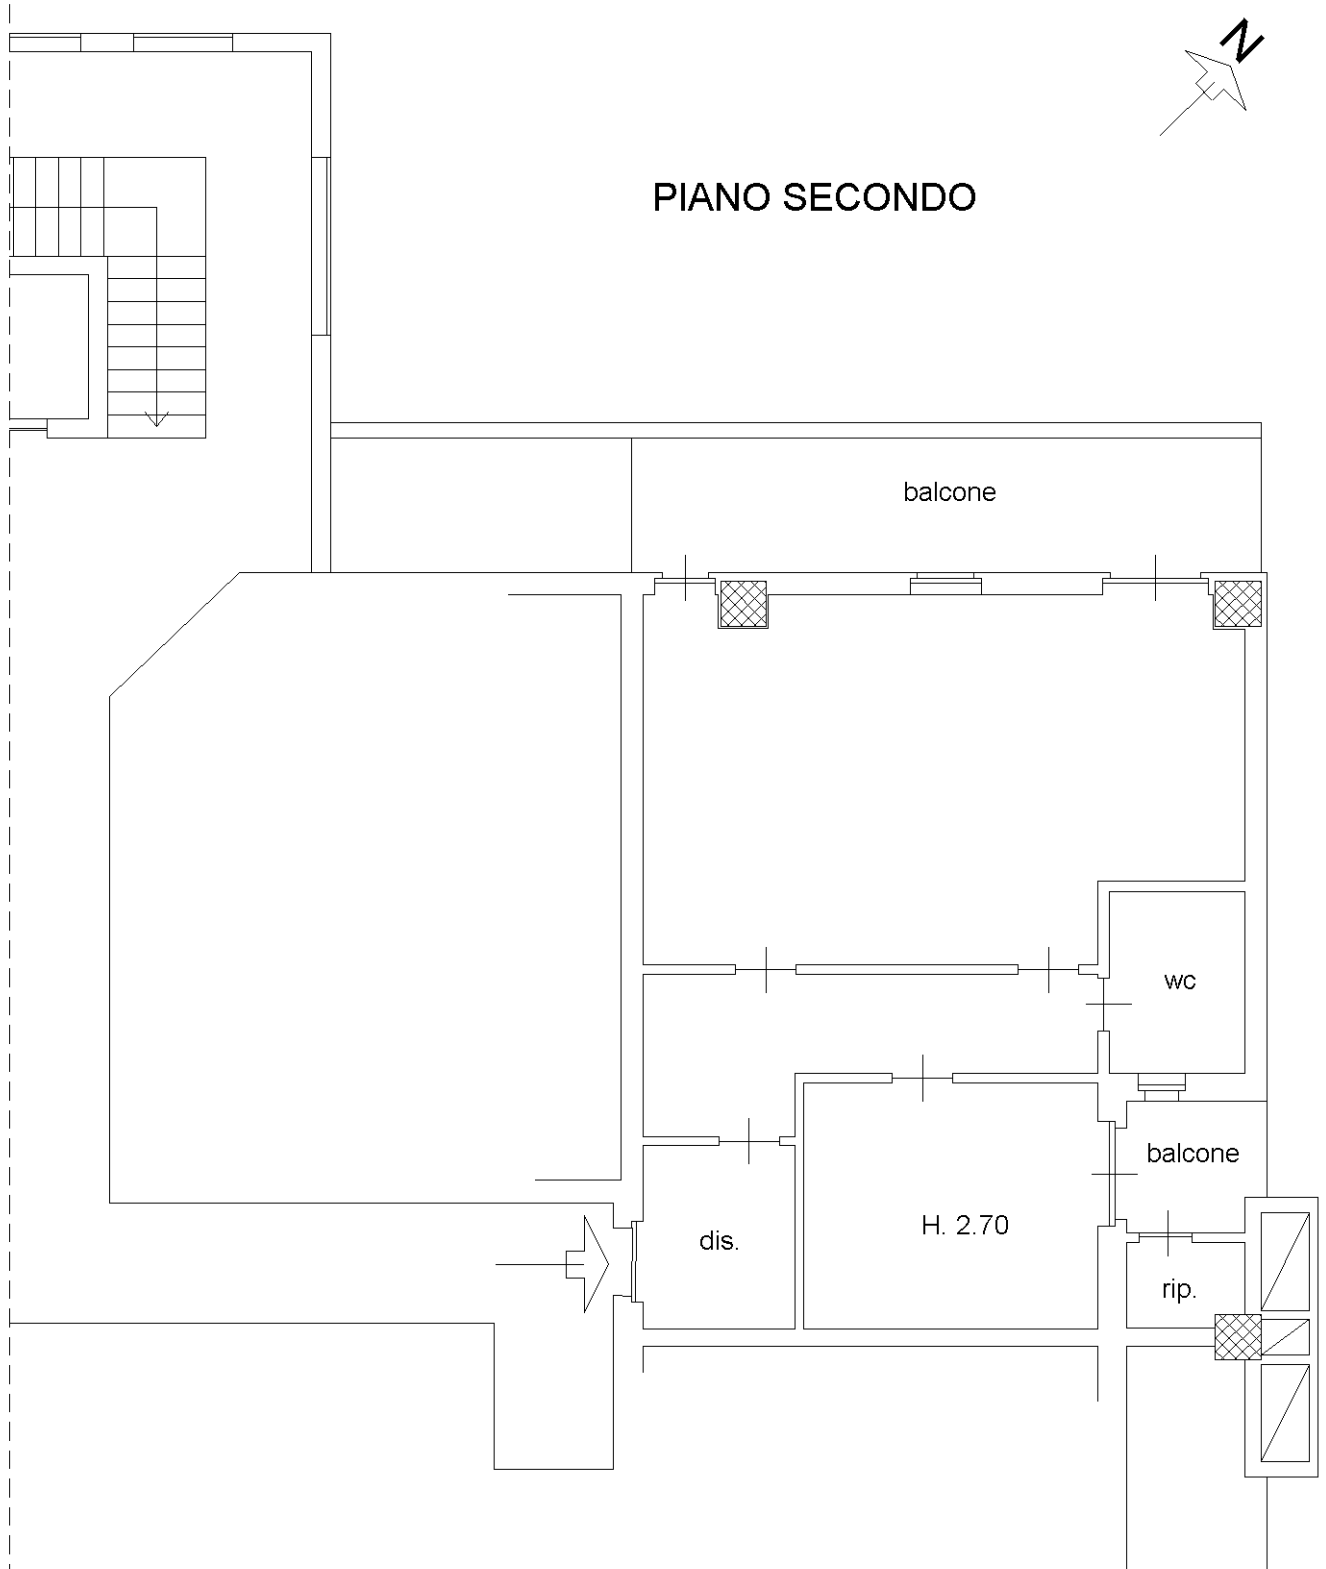 N
PIANO SECONDO
balcone
wc
balcone
H. 2.70
dis.
rip.